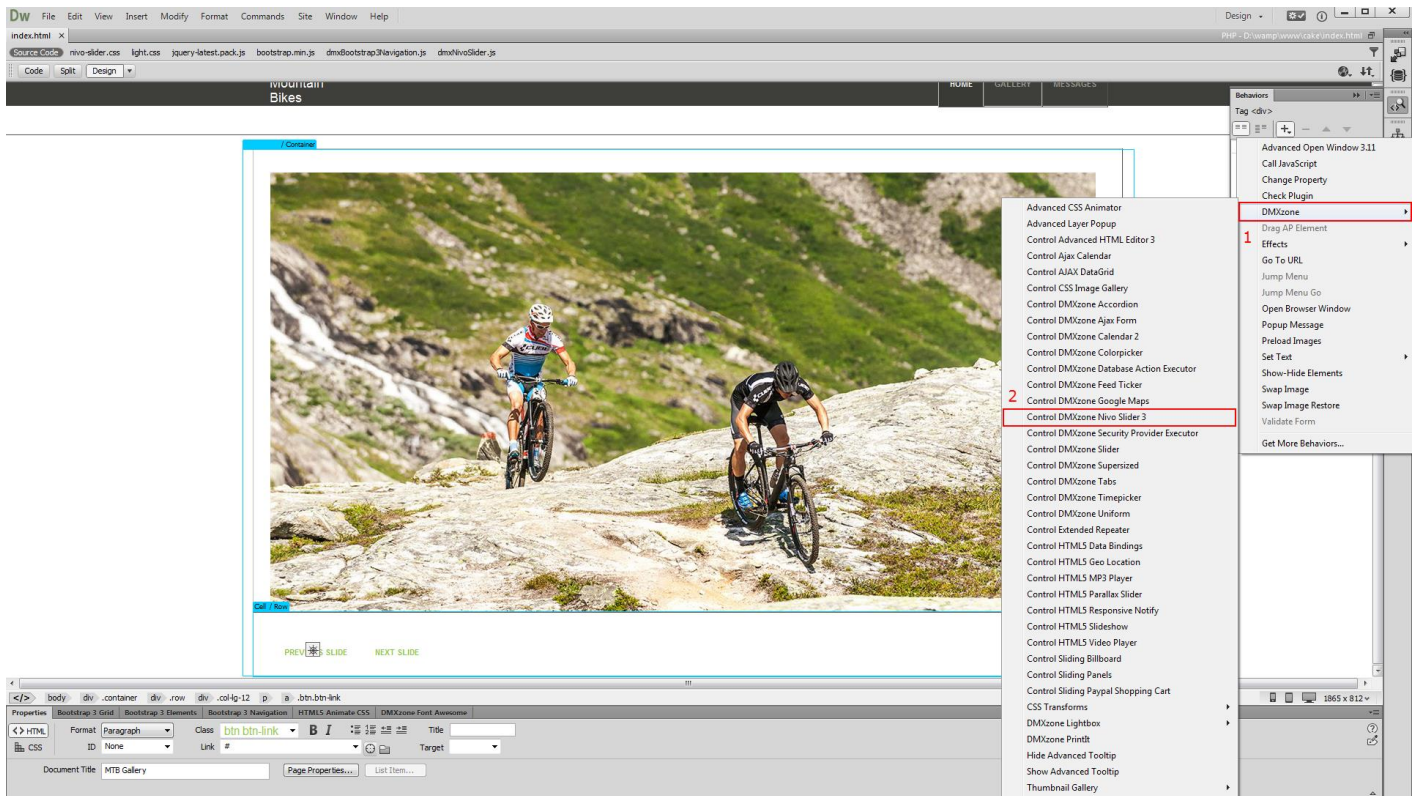 Dw File Edit View Insert Modify Format Commands Site Window Help Design
index.html ×
PHP - D:\wamp\www\cake\index.html
Source Code nivo-slider.css light.css jquery-latest.pack.js bootstrap.min.js dmxBootstrap3Navigation.js dmxNivoSlider.js
Code Split Design
Mountain
Bikes
HOME GALLERY MESSAGES
Behaviors
Tag <div>
/ Container
Advanced Open Window 3.11
Call JavaScript
Change Property
Check Plugin
DMXzone
1
Drag AP Element
Effects
Go To URL
Jump Menu
Jump Menu Go
Open Browser Window
Popup Message
Preload Images
Set Text
Show-Hide Elements
Swap Image
Swap Image Restore
Validate Form
Get More Behaviors...
Advanced CSS Animator
Advanced Layer Popup
Control Advanced HTML Editor 3
Control Ajax Calendar
Control AJAX DataGrid
Control CSS Image Gallery
Control DMXzone Accordion
Control DMXzone Ajax Form
Control DMXzone Calendar 2
Control DMXzone Colorpicker
Control DMXzone Database Action Executor
Control DMXzone Feed Ticker
2
Control DMXzone Google Maps
Control DMXzone Nivo Slider 3
Control DMXzone Security Provider Executor
Control DMXzone Slider
Control DMXzone Supersized
Control DMXzone Tabs
Control DMXzone Timepicker
Control DMXzone Uniform
Control Extended Repeater
Control HTML5 Data Bindings
Control HTML5 Geo Location
Control HTML5 MP3 Player
Control HTML5 Parallax Slider
Control HTML5 Responsive Notify
Control HTML5 Slideshow
Control HTML5 Video Player
Control Sliding Billboard
Control Sliding Panels
Control Sliding Paypal Shopping Cart
CSS Transforms
DMXzone Lightbox
DMXzone PrintIt
Hide Advanced Tooltip
Show Advanced Tooltip
Thumbnail Gallery
CUBE
CUBE
Cell / Row
PREV S SLIDE NEXT SLIDE
</> body div .container div .row div .col-lg-12 p a .btn.btn-link
1865 x 812
Properties Bootstrap 3 Grid Bootstrap 3 Elements Bootstrap 3 Navigation HTML5 Animate CSS DMXzone Font Awesome
<> HTML Format Paragraph Class btn btn-link B I Title
CSS ID None Link # Target
Document Title MTB Gallery Page Properties... List Item...